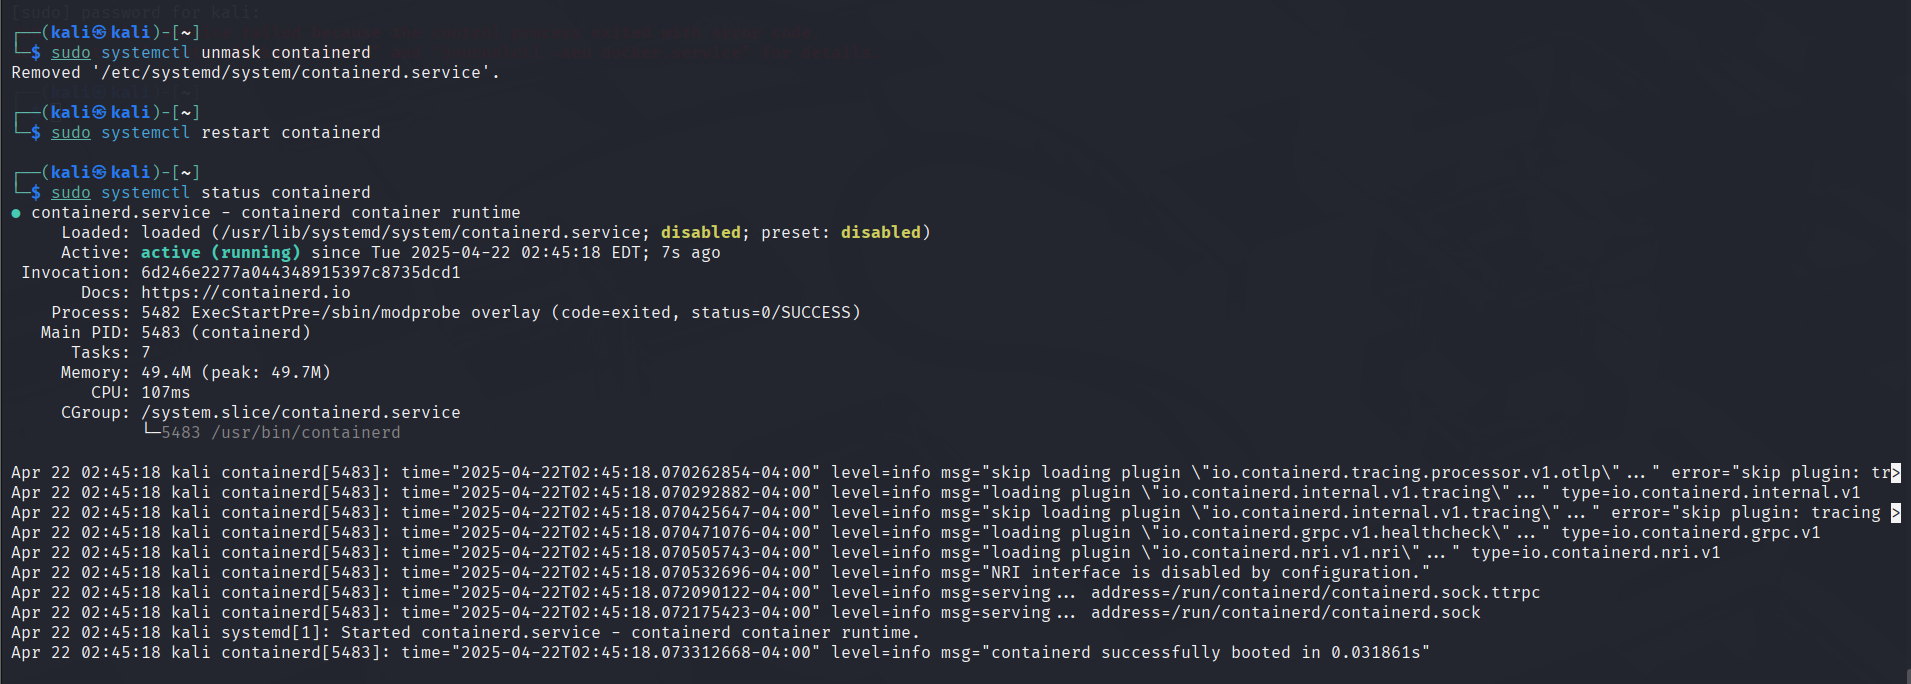 [sudo] password for kali:
┌──(kali㉿kali)-[~]
└─$ sudo systemctl unmask containerd
Removed '/etc/systemd/system/containerd.service'.
┌──(kali㉿kali)-[~]
└─$ sudo systemctl restart containerd
┌──(kali㉿kali)-[~]
└─$ sudo systemctl status containerd
● containerd.service - containerd container runtime
Loaded: loaded (/usr/lib/systemd/system/containerd.service; disabled; preset: disabled)
Active: active (running) since Tue 2025-04-22 02:45:18 EDT; 7s ago
Invocation: 6d246e2277a044348915397c8735dcd1
Docs: https://containerd.io
Process: 5482 ExecStartPre=/sbin/modprobe overlay (code=exited, status=0/SUCCESS)
Main PID: 5483 (containerd)
Tasks: 7
Memory: 49.4M (peak: 49.7M)
CPU: 107ms
CGroup: /system.slice/containerd.service
└─5483 /usr/bin/containerd
Apr 22 02:45:18 kali containerd[5483]: time="2025-04-22T02:45:18.070262854-04:00" level=info msg="skip loading plugin \"io.containerd.tracing.processor.v1.otlp\"..." error="skip plugin: tr>
Apr 22 02:45:18 kali containerd[5483]: time="2025-04-22T02:45:18.070292882-04:00" level=info msg="loading plugin \"io.containerd.internal.v1.tracing\"..." type=io.containerd.internal.v1
Apr 22 02:45:18 kali containerd[5483]: time="2025-04-22T02:45:18.070425647-04:00" level=info msg="skip loading plugin \"io.containerd.internal.v1.tracing\"..." error="skip plugin: tracing >
Apr 22 02:45:18 kali containerd[5483]: time="2025-04-22T02:45:18.070471076-04:00" level=info msg="loading plugin \"io.containerd.grpc.v1.healthcheck\"..." type=io.containerd.grpc.v1
Apr 22 02:45:18 kali containerd[5483]: time="2025-04-22T02:45:18.070505743-04:00" level=info msg="loading plugin \"io.containerd.nri.v1.nri\"..." type=io.containerd.nri.v1
Apr 22 02:45:18 kali containerd[5483]: time="2025-04-22T02:45:18.070532696-04:00" level=info msg="NRI interface is disabled by configuration."
Apr 22 02:45:18 kali containerd[5483]: time="2025-04-22T02:45:18.072090122-04:00" level=info msg=serving... address=/run/containerd/containerd.sock.ttrpc
Apr 22 02:45:18 kali containerd[5483]: time="2025-04-22T02:45:18.072175423-04:00" level=info msg=serving... address=/run/containerd/containerd.sock
Apr 22 02:45:18 kali systemd[1]: Started containerd.service - containerd container runtime.
Apr 22 02:45:18 kali containerd[5483]: time="2025-04-22T02:45:18.073312668-04:00" level=info msg="containerd successfully booted in 0.031861s"